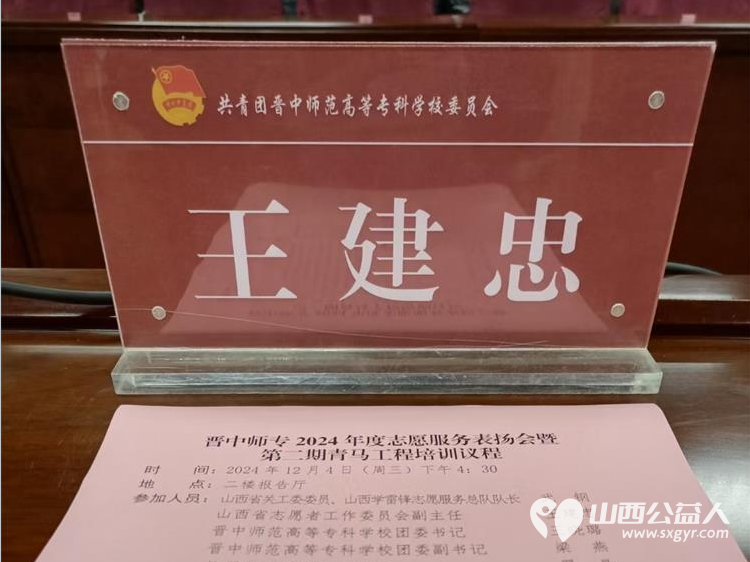 共青团晋中师范高等专科学校委员会
王建忠
晋中师专2024年度志愿服务表扬会暨
第二期青马工程培训议程
时 间：2024年12月4日（周三）下午4：30
地 点：二楼报告厅
参加人员：山西省关工委委员、山西学雷锋志愿服务总队队长
山西省志愿者工作委员会副主任
晋中师范高等专科学校团委书记
晋中师范高等专科学校团委副书记 梁 燕
山西公益人
www.sxgyr.com